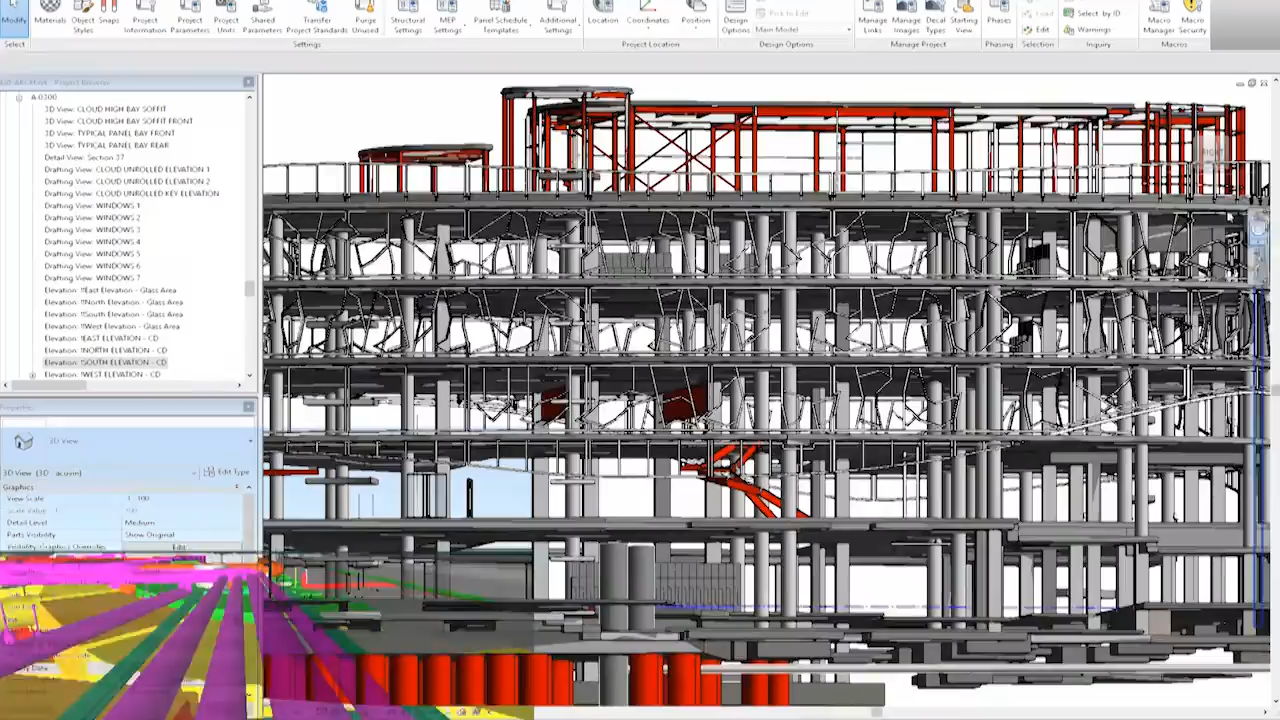 Modify
Materials
Object Styles
Snaps
Project Information
Project Parameters
Project Units
Shared Parameters
Transfer Project Standards
Purge Unused
Structural Settings
MEP Settings
Panel Schedule Templates
Additional Settings
Location
Coordinates
Position
Design Options
Pick to Edit
Main Model
Manage Links
Manage Images
Decal Types
Starting View
Phases
Load
Edit
Select by ID
Warnings
Macro Manager
Macro Security
Select
Settings
Project Location
Design Options
Manage Project
Phasing
Selection
Inquiry
Macros
Project Browser
A-0300
3D View: CLOUD HIGH BAY SOFFIT
3D View: CLOUD HIGH BAY SOFFIT FRONT
3D View: TYPICAL PANEL BAY FRONT
3D View: TYPICAL PANEL BAY REAR
Detail View: Section 37
Drafting View: CLOUD UNROLLED ELEVATION 1
Drafting View: CLOUD UNROLLED ELEVATION 2
Drafting View: CLOUD UNROLLED KEY ELEVATION
Drafting View: WINDOWS 1
Drafting View: WINDOWS 2
Drafting View: WINDOWS 3
Drafting View: WINDOWS 4
Drafting View: WINDOWS 5
Drafting View: WINDOWS 6
Drafting View: WINDOWS 7
Elevation: !!East Elevation - Glass Area
Elevation: !!North Elevation - Glass Area
Elevation: !!South Elevation - Glass Area
Elevation: !!West Elevation - Glass Area
Elevation: !EAST ELEVATION - CD
Elevation: !NORTH ELEVATION - CD
Elevation: !SOUTH ELEVATION - CD
Elevation: !WEST ELEVATION - CD
Properties
3D View
Edit Type
Graphics
View Scale
1 : 100
Scale Value 1:
100
Detail Level
Medium
Parts Visibility
Show Original
Visibility/Graphics Overrides
Edit...
RIGHT